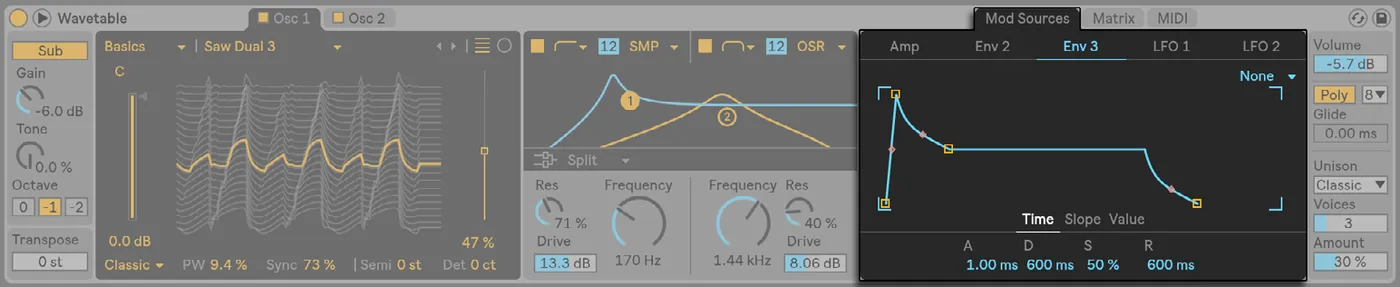 Wavetable
Osc 1
Osc 2
Mod Sources
Matrix
MIDI
Sub
Gain
-6.0 dB
Tone
0.0 %
Octave
0 -1 -2
Transpose
0 st
Basics
Saw Dual 3
C
0.0 dB
47 %
Classic
PW 9.4 %
Sync 73 %
Semi 0 st
Det 0 ct
12 SMP
12 OSR
1
2
Split
Res
71 %
Drive
13.3 dB
Frequency
170 Hz
Frequency
1.44 kHz
Res
40 %
Drive
8.06 dB
Amp
Env 2
Env 3
LFO 1
LFO 2
None
Time Slope Value
A D S R
1.00 ms 600 ms 50 % 600 ms
Volume
-5.7 dB
Poly 8
Glide
0.00 ms
Unison
Classic
Voices
3
Amount
30 %